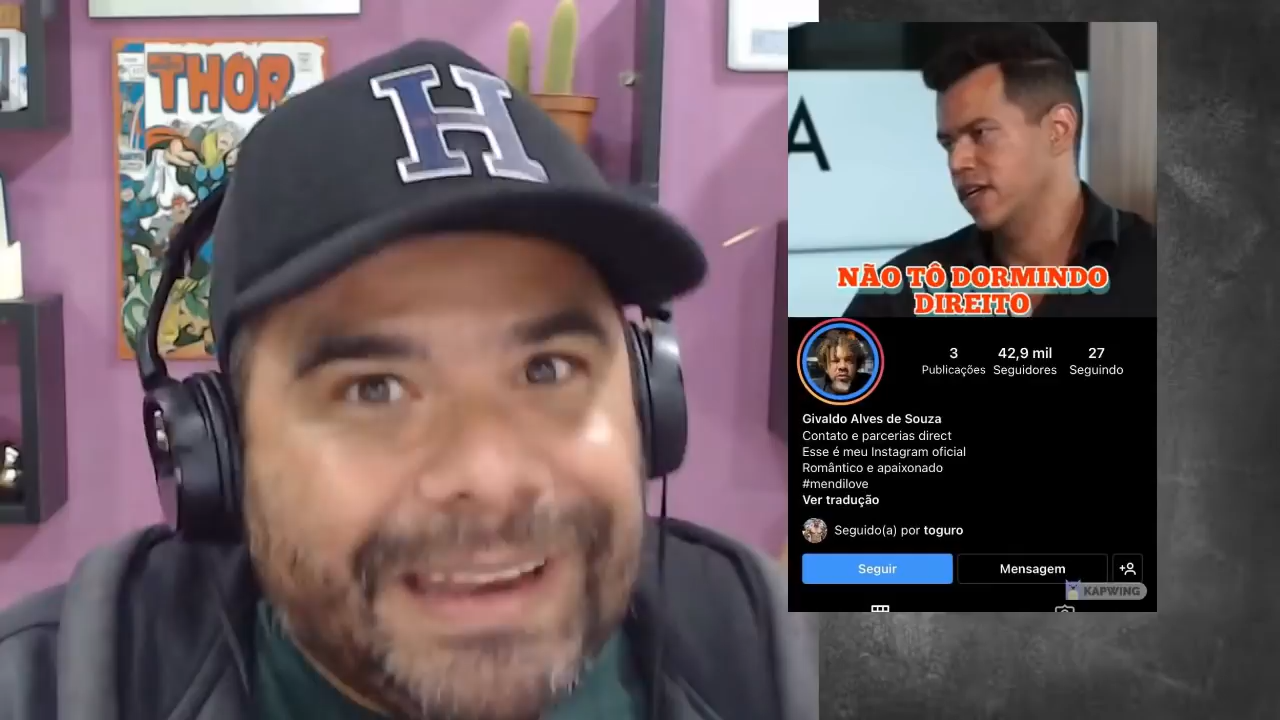 THOR
H
A
NÃO TÔ DORMINDO
DIREITO
3
42,9 mil
27
Publicações
Seguidores
Seguindo
Givaldo Alves de Souza
Contato e parcerias direct
Esse é meu Instagram oficial
Romântico e apaixonado
#mendilove
Ver tradução
Seguido(a) por toguro
Seguir
Mensagem
KAPWING